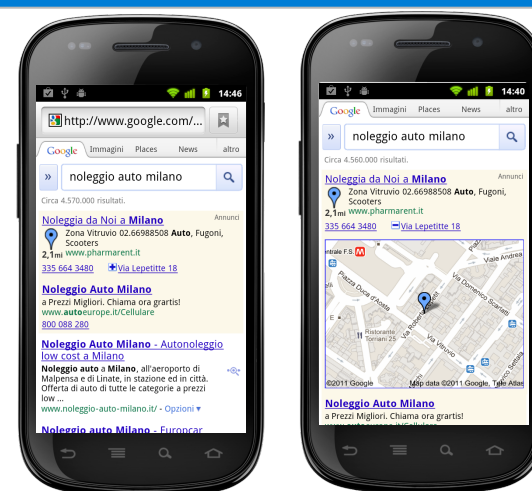 14:46
http://www.google.com/...
Google Immagini Places News altro
» noleggio auto milano
Circa 4.570.000 risultati.
Noleggia da Noi a Milano Annunci
Zona Vitruvio 02.66988508 Auto, Fugoni,
Scooters
2,1mi www.pharmarent.it
335 664 3480 Via Lepetitte 18
Noleggio Auto Milano
a Prezzi Migliori. Chiama ora grartis!
www.autoeurope.it/Cellulare
800 088 280
Noleggio Auto Milano - Autonoleggio
low cost a Milano
Noleggio auto a Milano, all'aeroporto di
Malpensa e di Linate, in stazione ed in città.
Offerta di auto di tutte le categorie a prezzi
low ...
www.noleggio-auto-milano.it/ - Opzioni ▾
Noleggio auto Milano - Europcar
14:40
Google Immagini Places News altro
» noleggio auto milano
Circa 4.560.000 risultati.
Noleggia da Noi a Milano Annunci
Zona Vitruvio 02.66988508 Auto, Fugoni,
Scooters
2,1mi www.pharmarent.it
335 664 3480 Via Lepetitte 18
ntrale F.S. M
Viale Andrea
Piazza Duca d'Aosta
Via Domenico Scarlatti
Via Roberto
Ristorante
Torriani 25
Via Vitruvio
©2011 Google Map data ©2011 Google, Tele Atlas
Noleggio Auto Milano
a Prezzi Migliori. Chiama ora grartis!